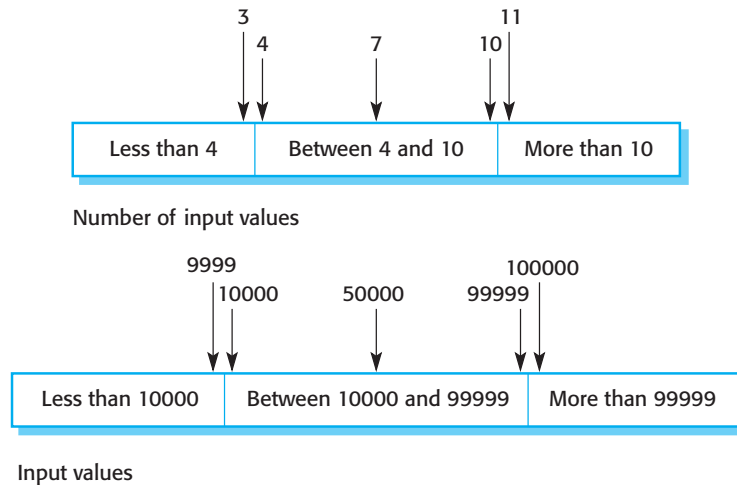 3 11
4 7 10
Less than 4 Between 4 and 10 More than 10
Number of input values
9999 100000
10000 50000 99999
Less than 10000 Between 10000 and 99999 More than 99999
Input values